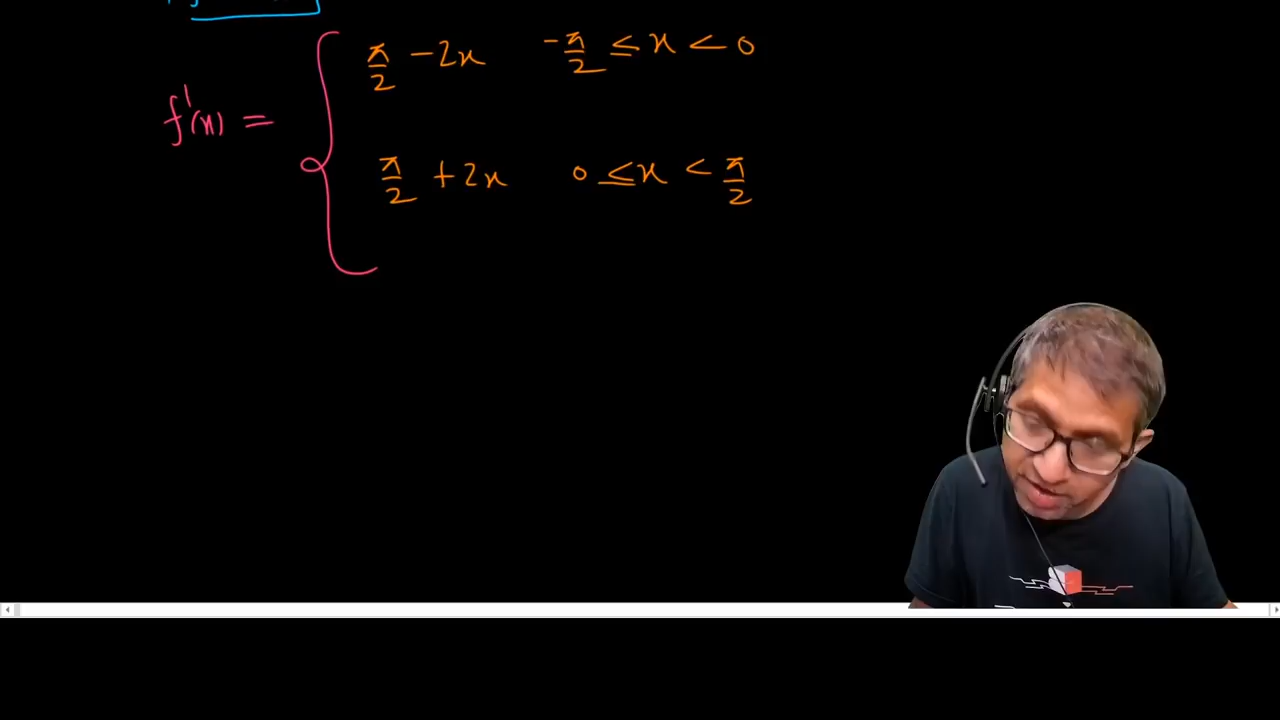 π/2 - 2x    -π/2 ≤ x < 0
f'(x) =
π/2 + 2x    0 ≤ x < π/2